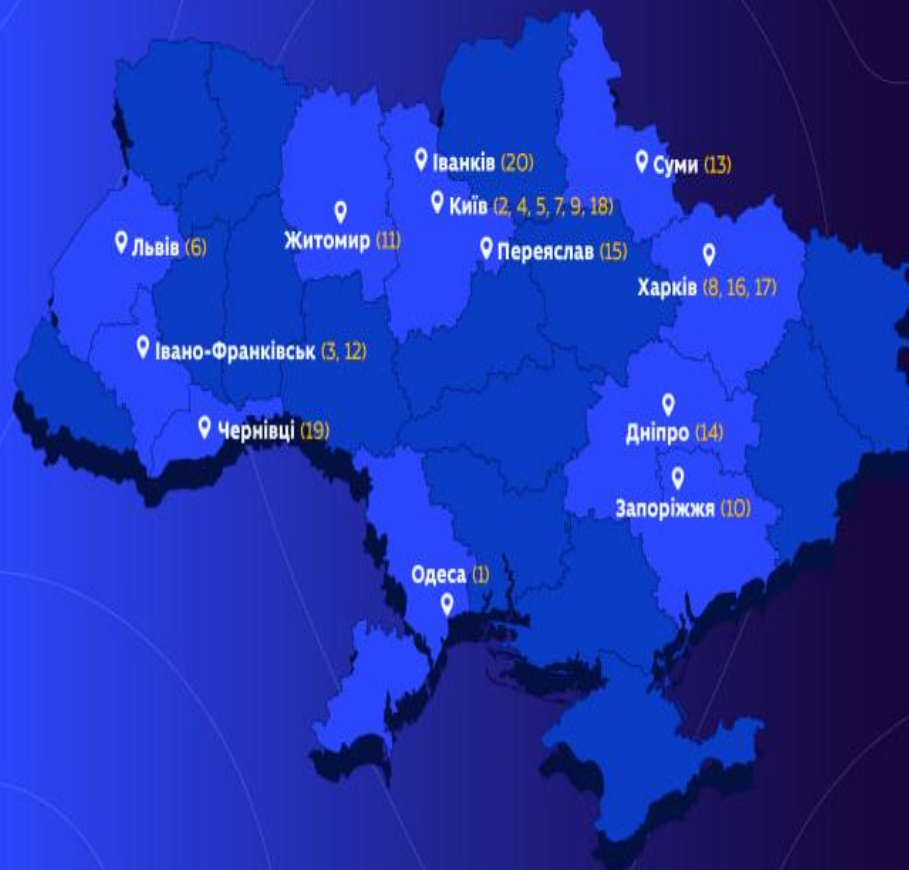 Іванків (20)
Суми (13)
Київ (2, 4, 5, 7, 9, 18)
Житомир (11)
Львів (6)
Переяслав (15)
Харків (8, 16, 17)
Івано-Франківськ (3, 12)
Чернівці (19)
Дніпро (14)
Запоріжжя (10)
Одеса (1)